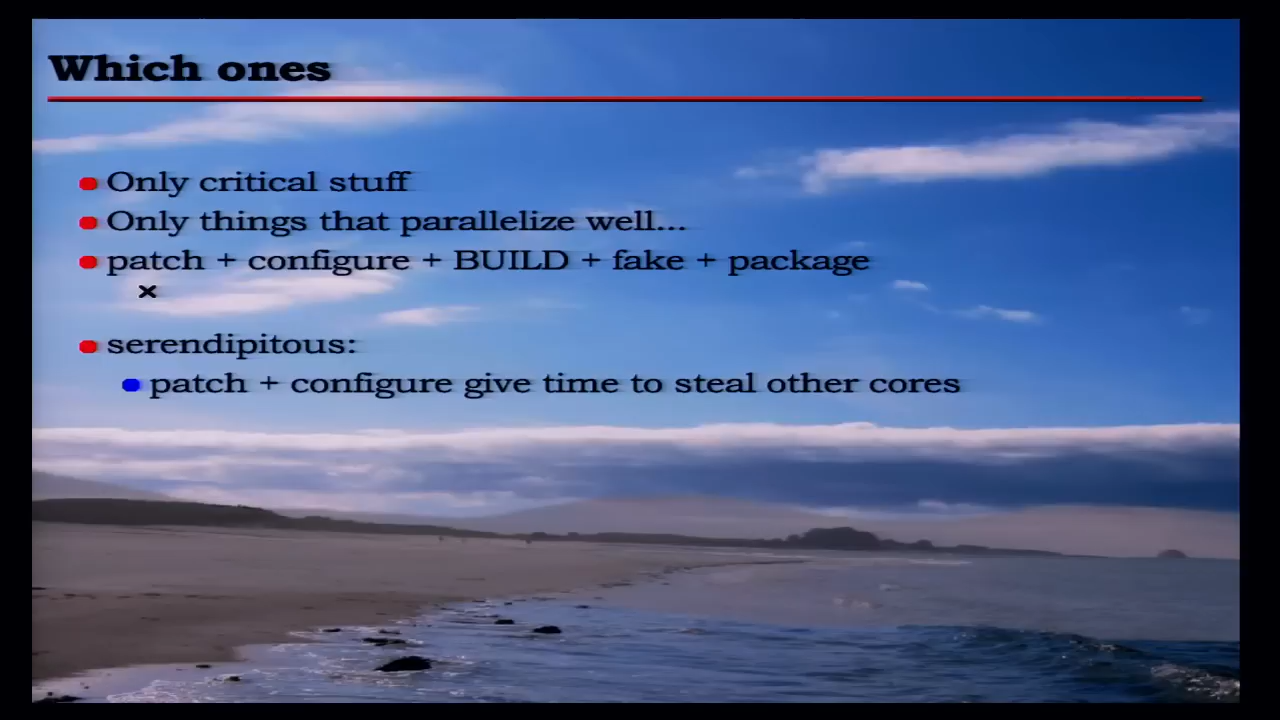 Which ones
Only critical stuff
Only things that parallelize well...
patch + configure + BUILD + fake + package
×
serendipitous:
patch + configure give time to steal other cores